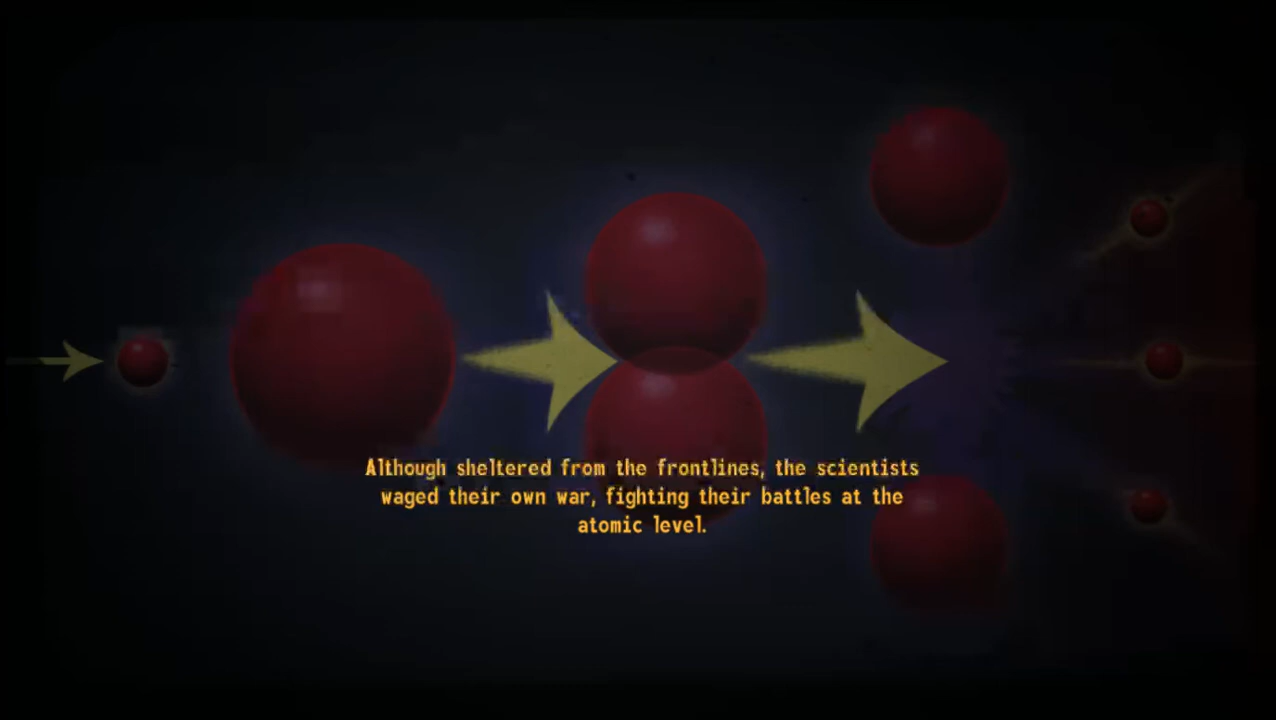 Although sheltered from the frontlines, the scientists
waged their own war, fighting their battles at the
atomic level.